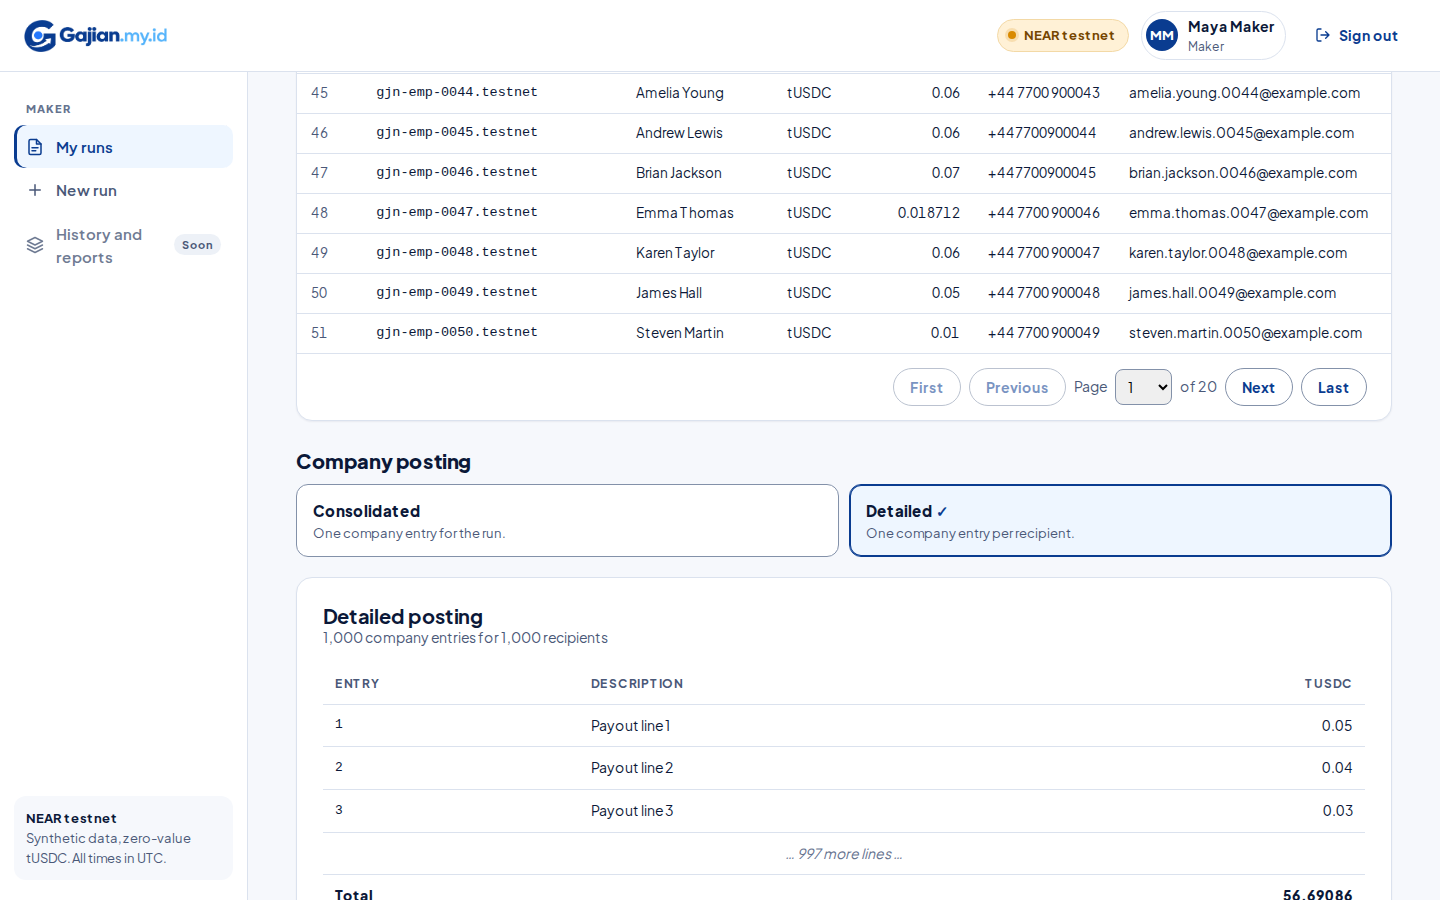 Gajian.my.id
NEAR testnet
MM
Maya Maker
Maker
Sign out
MAKER
My runs
New run
History and
reports
Soon
NEAR testnet
Synthetic data, zero-value
tUSDC. All times in UTC.
45 gjn-emp-0044.testnet Amelia Young tUSDC 0.06 +44 7700 900043 amelia.young.0044@example.com
46 gjn-emp-0045.testnet Andrew Lewis tUSDC 0.06 +447700900044 andrew.lewis.0045@example.com
47 gjn-emp-0046.testnet Brian Jackson tUSDC 0.07 +447700900045 brian.jackson.0046@example.com
48 gjn-emp-0047.testnet Emma Thomas tUSDC 0.018712 +44 7700 900046 emma.thomas.0047@example.com
49 gjn-emp-0048.testnet Karen Taylor tUSDC 0.06 +44 7700 900047 karen.taylor.0048@example.com
50 gjn-emp-0049.testnet James Hall tUSDC 0.05 +44 7700 900048 james.hall.0049@example.com
51 gjn-emp-0050.testnet Steven Martin tUSDC 0.01 +44 7700 900049 steven.martin.0050@example.com
First Previous Page 1 of 20 Next Last
Company posting
Consolidated
One company entry for the run.
Detailed ✓
One company entry per recipient.
Detailed posting
1,000 company entries for 1,000 recipients
ENTRY DESCRIPTION TUSDC
1 Payout line 1 0.05
2 Payout line 2 0.04
3 Payout line 3 0.03
… 997 more lines …
Total 56.69086